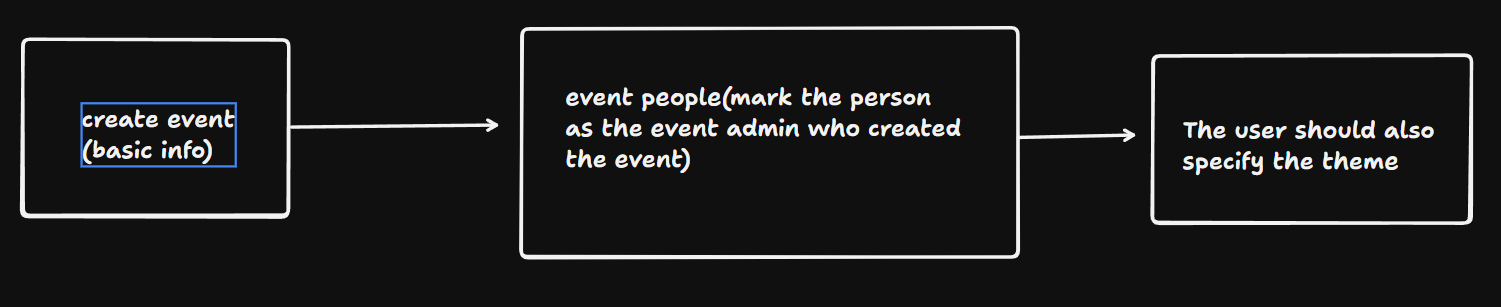 create event
(basic info)
event people(mark the person
as the event admin who created
the event)
The user should also
specify the theme